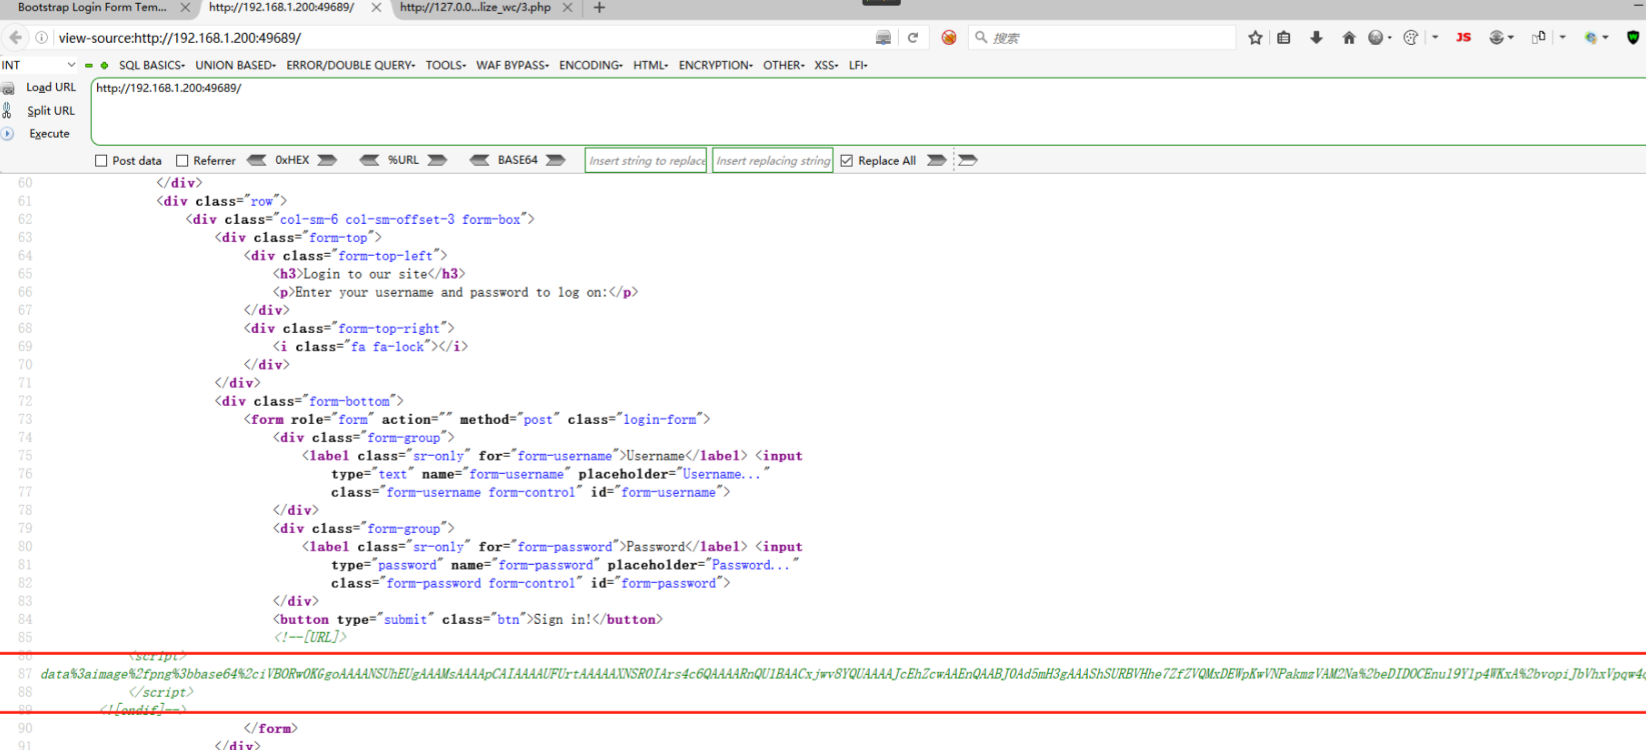 Bootstrap Login Form Tem... × http://192.168.1.200:49689/ × http://127.0.0...lize_wc/3.php × +
view-source:http://192.168.1.200:49689/ 搜索 JS
INT SQL BASICS UNION BASED ERROR/DOUBLE QUERY TOOLS WAF BYPASS ENCODING HTML ENCRYPTION OTHER XSS LFI
Load URL http://192.168.1.200:49689/
Split URL
Execute
Post data Referrer 0xHEX %URL BASE64 Insert string to replace Insert replacing string Replace All
60 </div>
61 <div class="row">
62 <div class="col-sm-6 col-sm-offset-3 form-box">
63 <div class="form-top">
64 <div class="form-top-left">
65 <h3>Login to our site</h3>
66 <p>Enter your username and password to log on:</p>
67 </div>
68 <div class="form-top-right">
69 <i class="fa fa-lock"></i>
70 </div>
71 </div>
72 <div class="form-bottom">
73 <form role="form" action="" method="post" class="login-form">
74 <div class="form-group">
75 <label class="sr-only" for="form-username">Username</label> <input
76 type="text" name="form-username" placeholder="Username..."
77 class="form-username form-control" id="form-username">
78 </div>
79 <div class="form-group">
80 <label class="sr-only" for="form-password">Password</label> <input
81 type="password" name="form-password" placeholder="Password..."
82 class="form-password form-control" id="form-password">
83 </div>
84 <button type="submit" class="btn">Sign in!</button>
85 <!--[URL]>
86 <script>
87
88 </script>
89 <![endif]-->
90 </form>
91 </div>